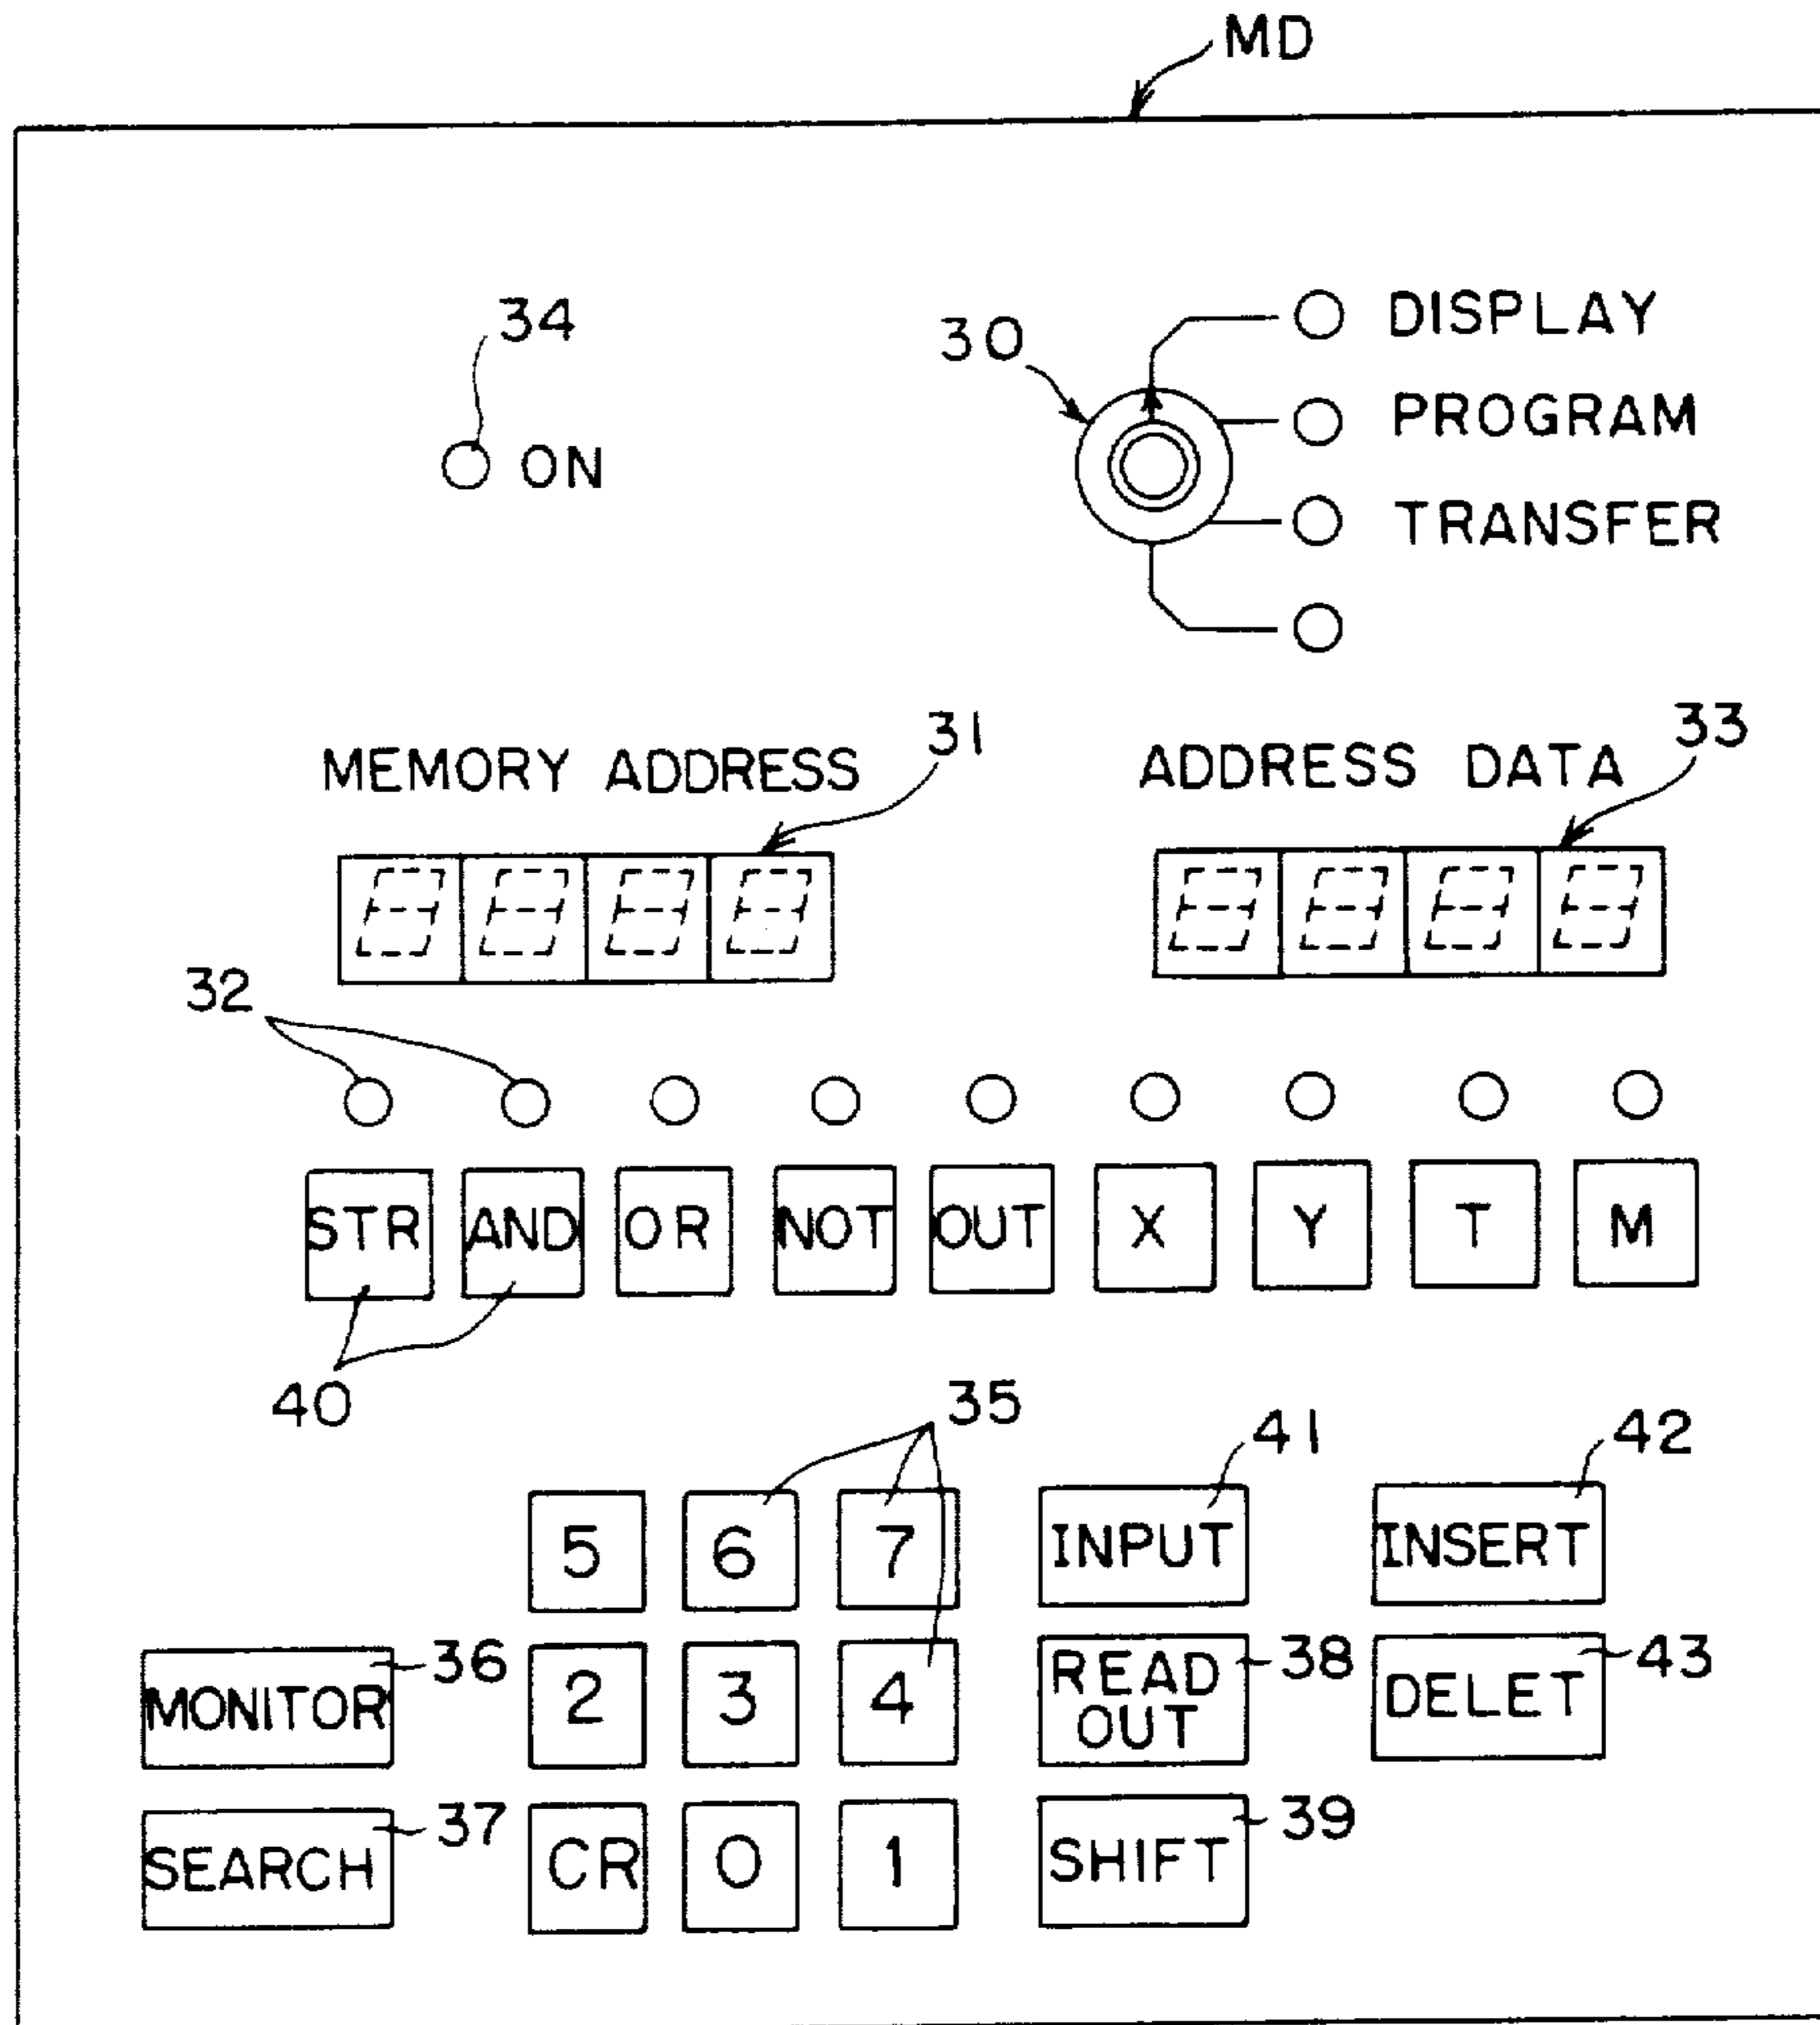 MD
34
30
DISPLAY
PROGRAM
ON
TRANSFER
31
33
MEMORY ADDRESS
ADDRESS DATA
32
STR AND OR NOT OUT X Y T M
40
35
41
42
5 6 7 INPUT INSERT
MONITOR 36 2 3 4 READ OUT 38 DELET 43
SEARCH 37 CR 0 1 SHIFT 39